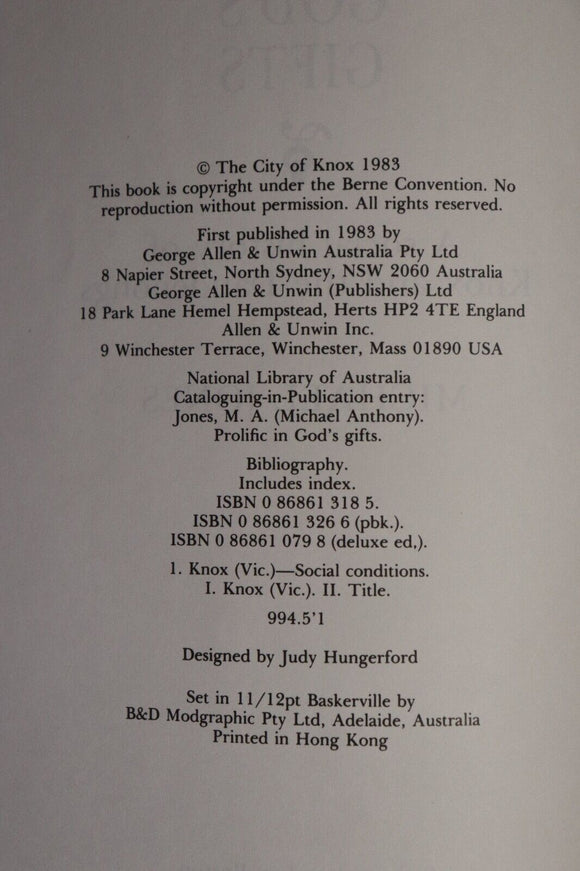 © The City of Knox 1983
This book is copyright under the Berne Convention. No
reproduction without permission. All rights reserved.
First published in 1983 by
George Allen & Unwin Australia Pty Ltd
8 Napier Street, North Sydney, NSW 2060 Australia
George Allen & Unwin (Publishers) Ltd
18 Park Lane Hemel Hempstead, Herts HP2 4TE England
Allen & Unwin Inc.
9 Winchester Terrace, Winchester, Mass 01890 USA
National Library of Australia
Cataloguing-in-Publication entry:
Jones, M. A. (Michael Anthony).
Prolific in God's gifts.
Bibliography.
Includes index.
ISBN 0 86861 318 5.
ISBN 0 86861 326 6 (pbk.).
ISBN 0 86861 079 8 (deluxe ed,).
1. Knox (Vic.)—Social conditions.
I. Knox (Vic.). II. Title.
994.5'1
Designed by Judy Hungerford
Set in 11/12pt Baskerville by
B&D Modgraphic Pty Ltd, Adelaide, Australia
Printed in Hong Kong